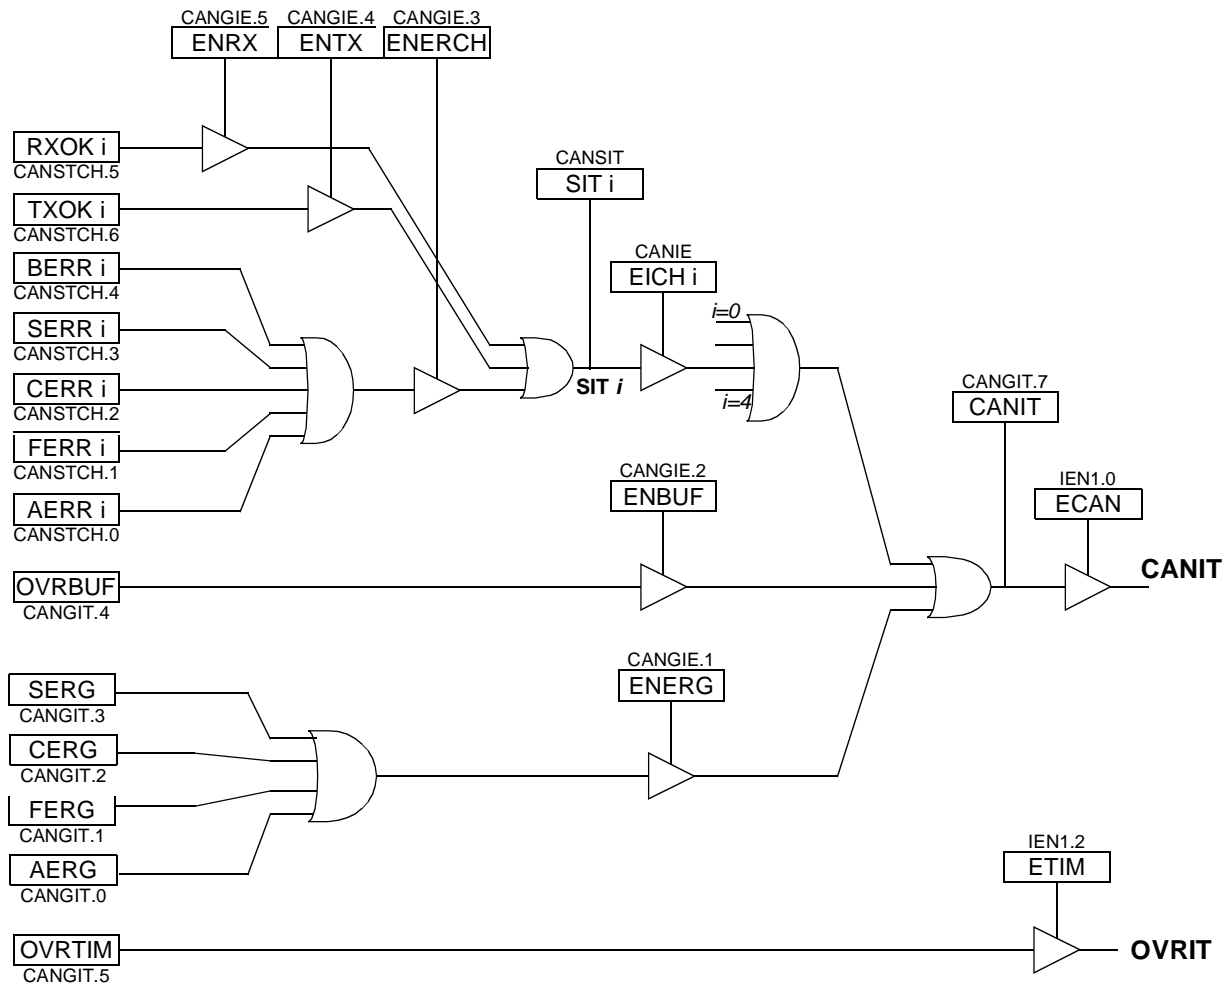 CANGIE.5 CANGIE.4 CANGIE.3
ENRX ENTX ENERCH
RXOK i
CANSTCH.5
TXOK i
CANSTCH.6
BERR i
CANSTCH.4
SERR i
CANSTCH.3
CERR i
CANSTCH.2
FERR i
CANSTCH.1
AERR i
CANSTCH.0
CANSIT
SIT i
SIT i
CANIE
EICH i
i=0
i=4
CANGIT.7
CANIT
IEN1.0
ECAN
CANIT
CANGIE.2
ENBUF
OVRBUF
CANGIT.4
CANGIE.1
ENERG
SERG
CANGIT.3
CERG
CANGIT.2
FERG
CANGIT.1
AERG
CANGIT.0
IEN1.2
ETIM
OVRTIM
CANGIT.5
OVRIT